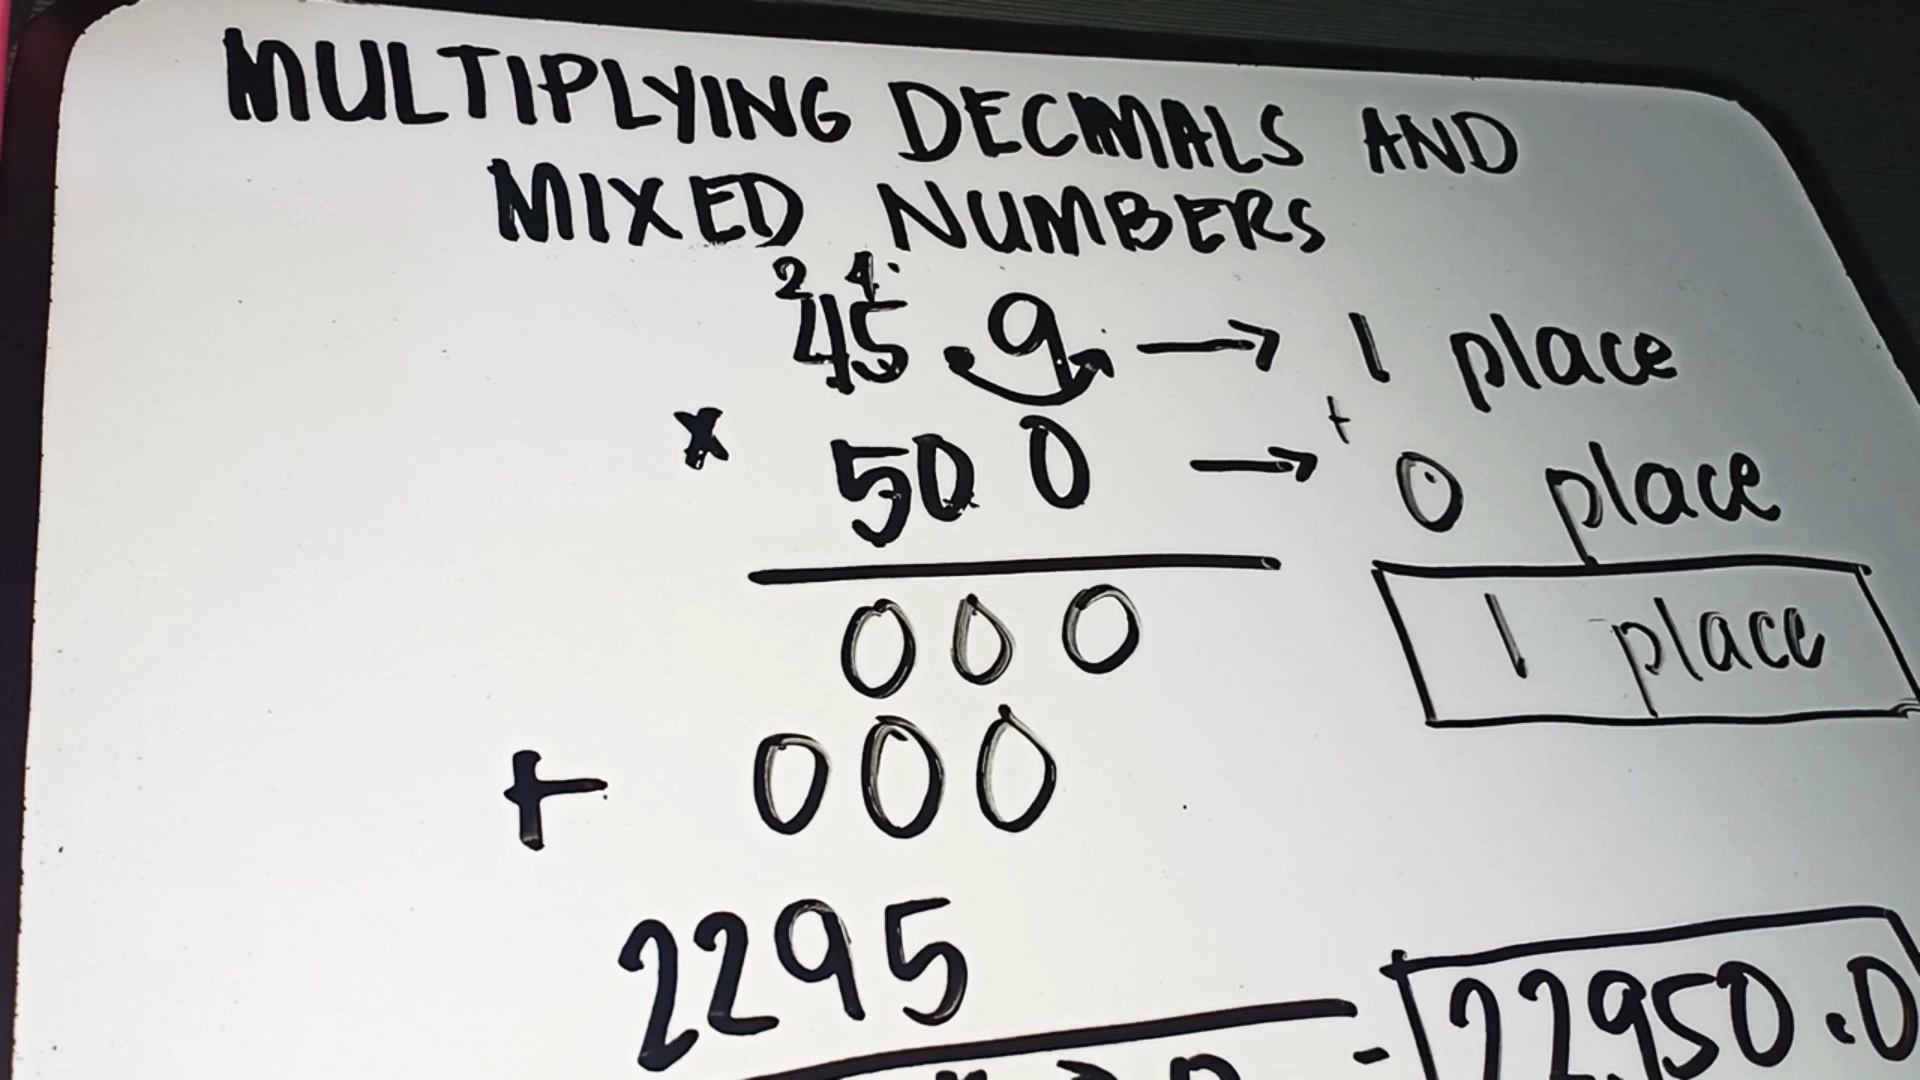 MULTIPLYING DECIMALS AND
MIXED NUMBERS
2 4
45.9 → 1 place
x 500 → + 0 place
000 1 place
+ 000
2295
= 22950.0